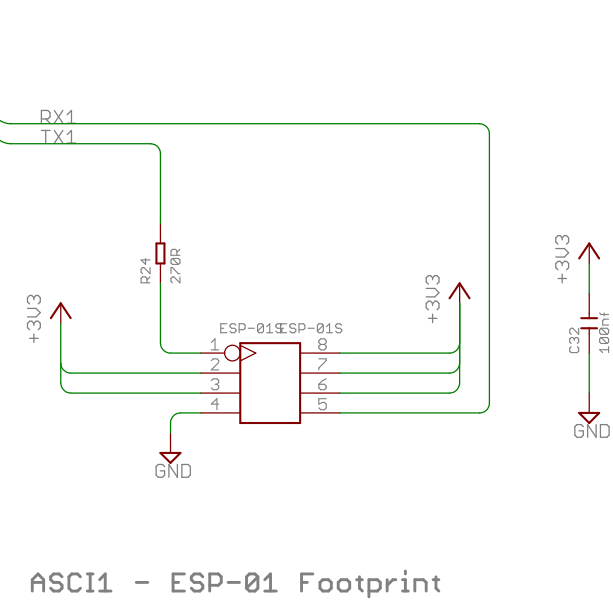 RX1
TX1
R24
270R
+3V3
ESP-01S
ESP-01S
1
2
3
4
8
7
6
5
GND
+3V3
+3V3
C32
100nf
GND
ASCI1 - ESP-01 Footprint